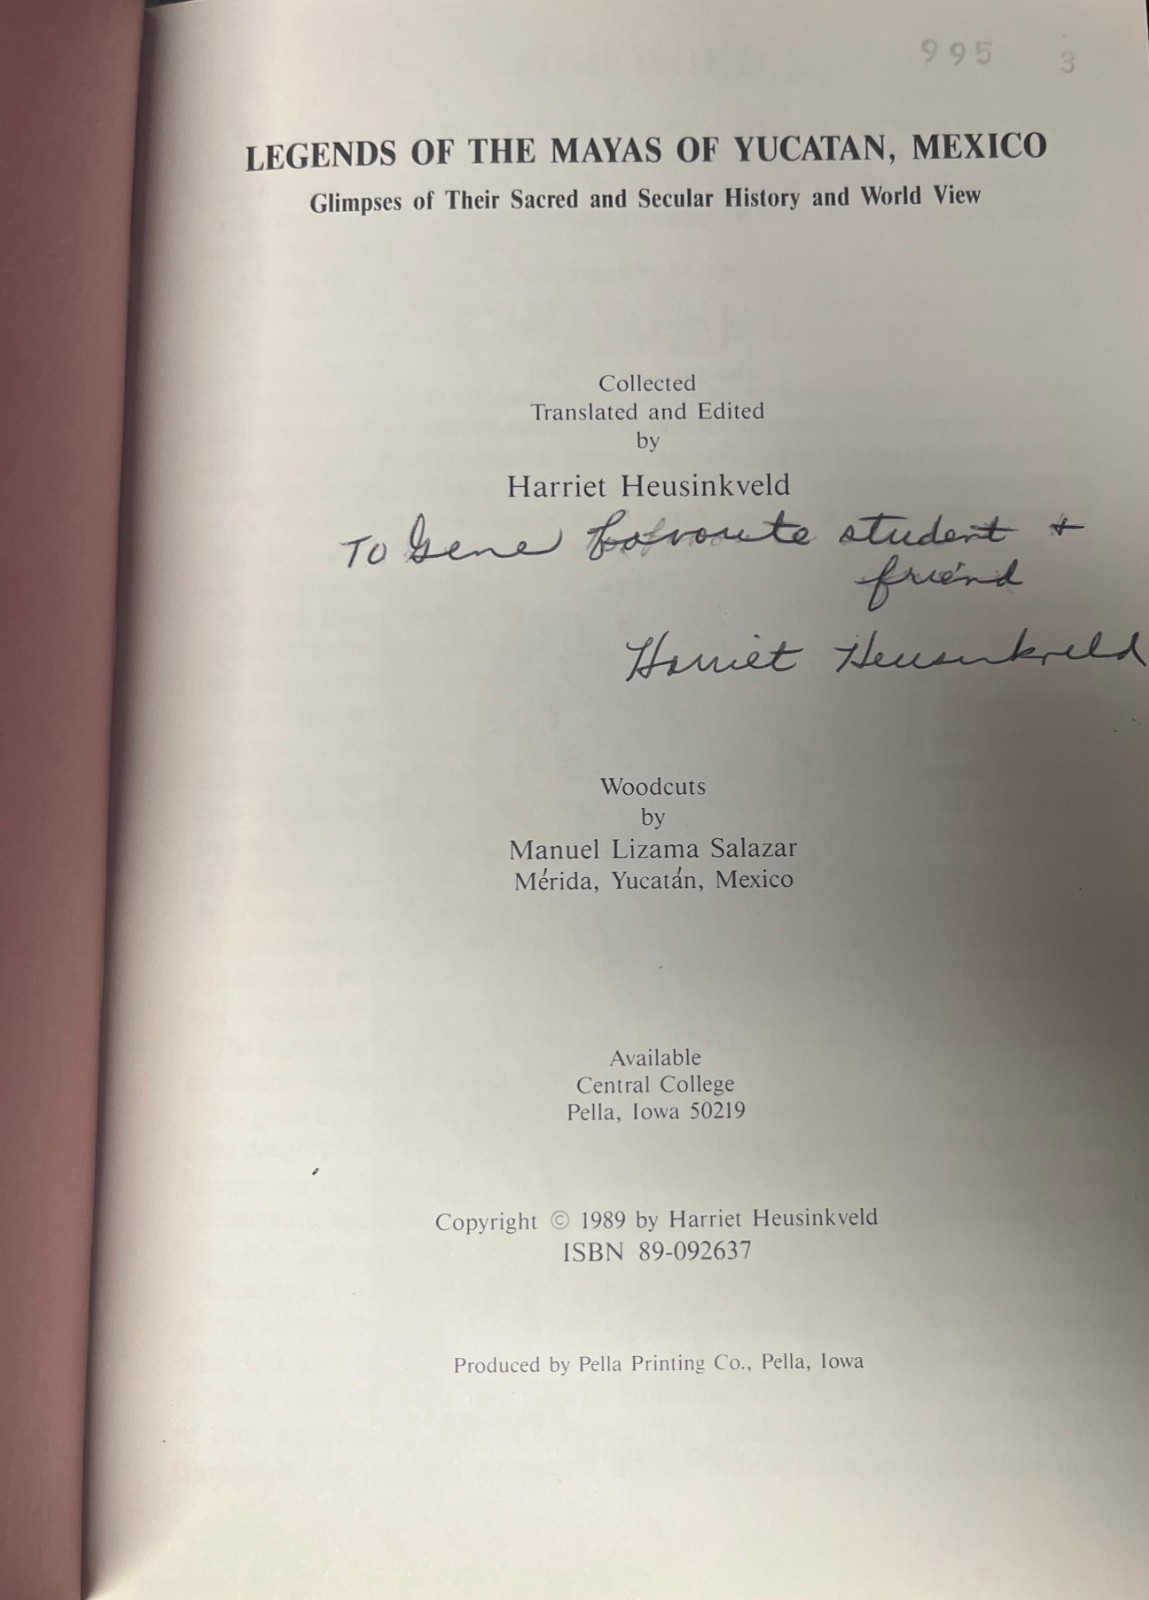 995 3
LEGENDS OF THE MAYAS OF YUCATAN, MEXICO
Glimpses of Their Sacred and Secular History and World View
Collected
Translated and Edited
by
Harriet Heusinkveld
To Gene favorite student +
friend
Harriet Heusinkveld
Woodcuts
by
Manuel Lizama Salazar
Mérida, Yucatán, Mexico
Available
Central College
Pella, Iowa 50219
Copyright © 1989 by Harriet Heusinkveld
ISBN 89-092637
Produced by Pella Printing Co., Pella, Iowa